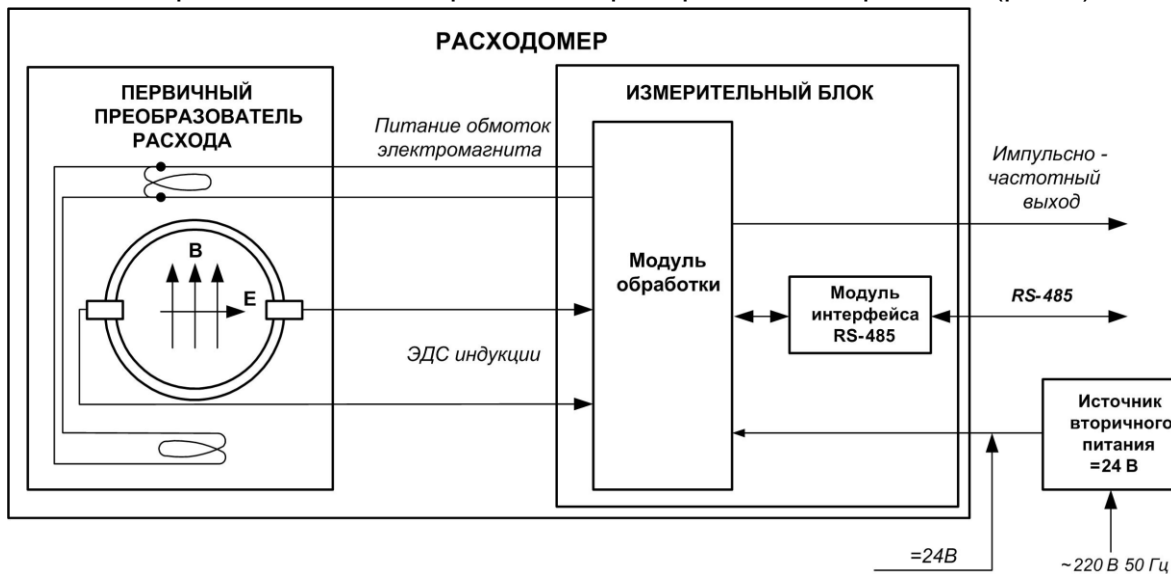 РАСХОДОМЕР
ПЕРВИЧНЫЙ
ПРЕОБРАЗОВАТЕЛЬ
РАСХОДА
ИЗМЕРИТЕЛЬНЫЙ БЛОК
Питание обмоток
электромагнита
Импульсно -
частотный
выход
B
E
Модуль
обработки
Модуль
интерфейса
RS-485
RS-485
ЭДС индукции
Источник
вторичного
питания
=24 В
=24В
~220 В 50 Гц